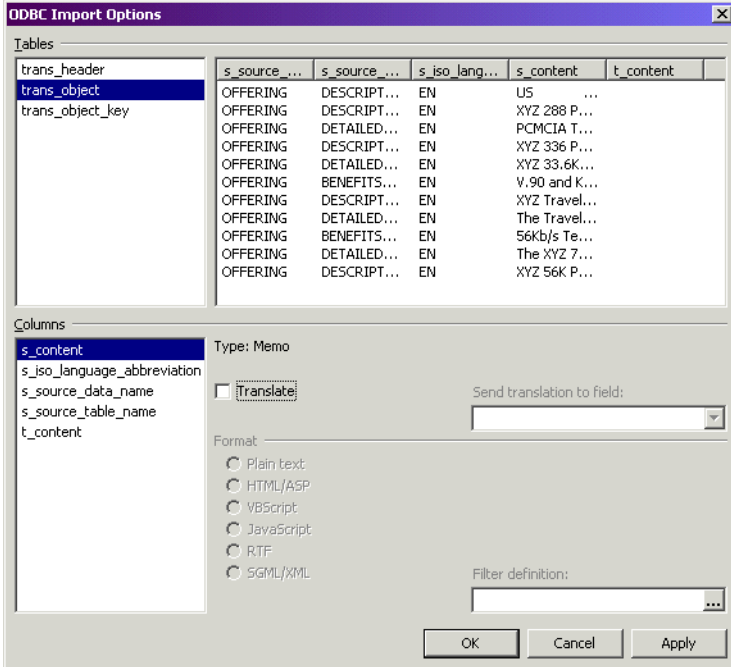 ODBC Import Options
Tables
trans_header
trans_object
trans_object_key
s_source_... s_source_... s_iso_lang... s_content t_content
OFFERING DESCRIPT... EN US ...
OFFERING DESCRIPT... EN XYZ 288 P...
OFFERING DETAILED... EN PCMCIA T...
OFFERING DESCRIPT... EN XYZ 336 P...
OFFERING DETAILED... EN XYZ 33.6K...
OFFERING BENEFITS... EN V.90 and K...
OFFERING DESCRIPT... EN XYZ Travel...
OFFERING DETAILED... EN The Travel...
OFFERING BENEFITS... EN 56Kb/s Te...
OFFERING DETAILED... EN The XYZ 7...
OFFERING DESCRIPT... EN XYZ 56K P...
Columns
s_content
s_iso_language_abbreviation
s_source_data_name
s_source_table_name
t_content
Type: Memo
Translate
Send translation to field:
Format
Plain text
HTML/ASP
VBScript
JavaScript
RTF
SGML/XML
Filter definition:
...
OK Cancel Apply